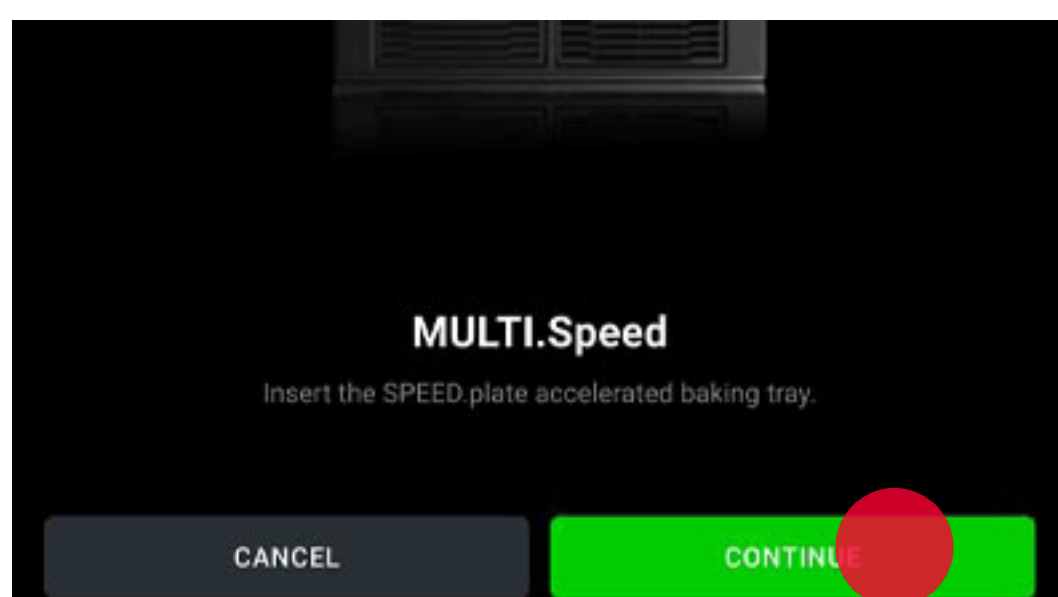 MULTI.Speed
Insert the SPEED.plate accelerated baking tray.
CANCEL
CONTINUE